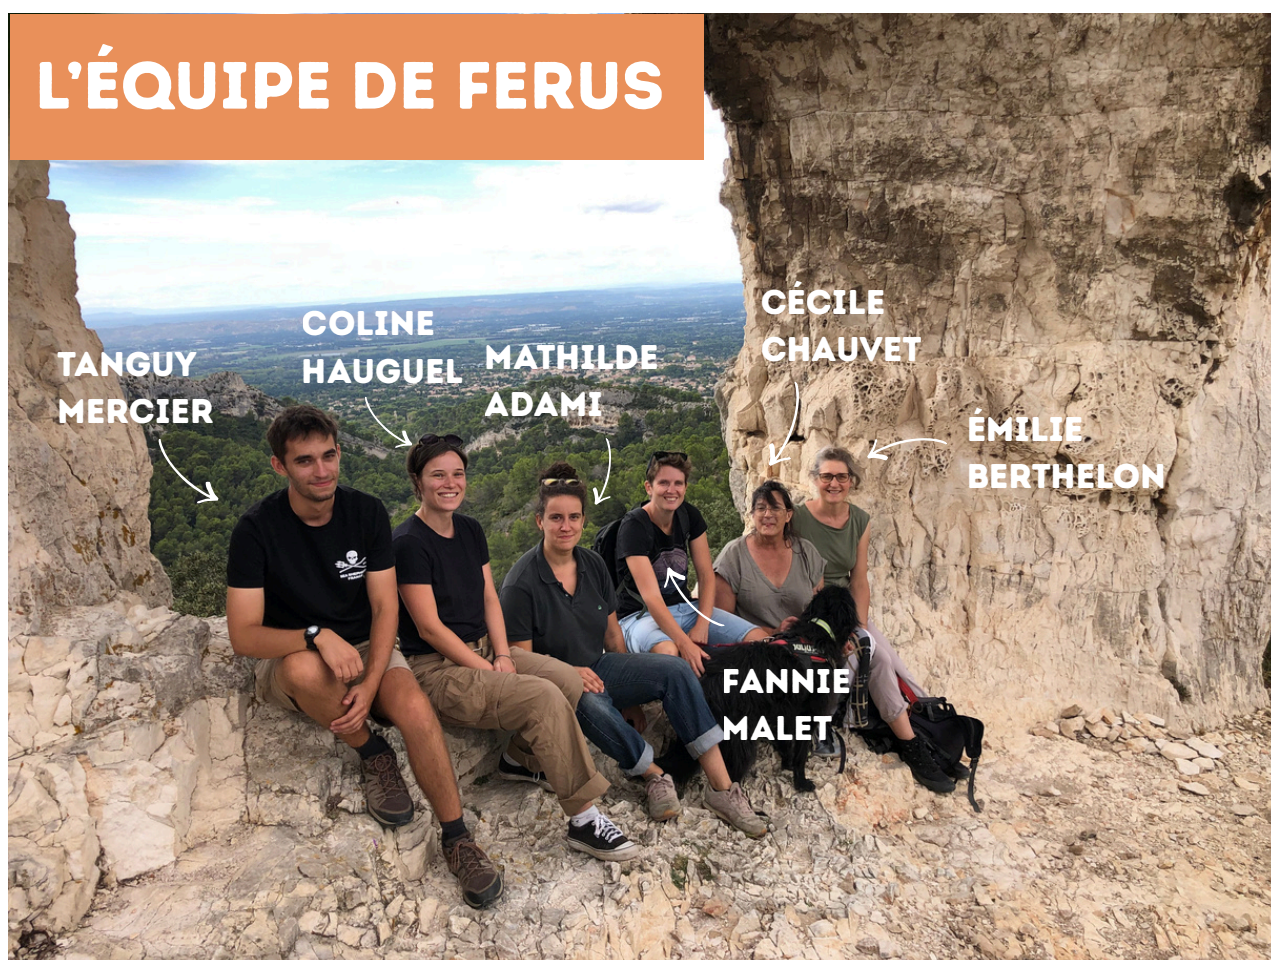 L'ÉQUIPE DE FERUS
TANGUY
MERCIER
COLINE
HAUGUEL
MATHILDE
ADAMI
CÉCILE
CHAUVET
ÉMILIE
BERTHELON
FANNIE
MALET